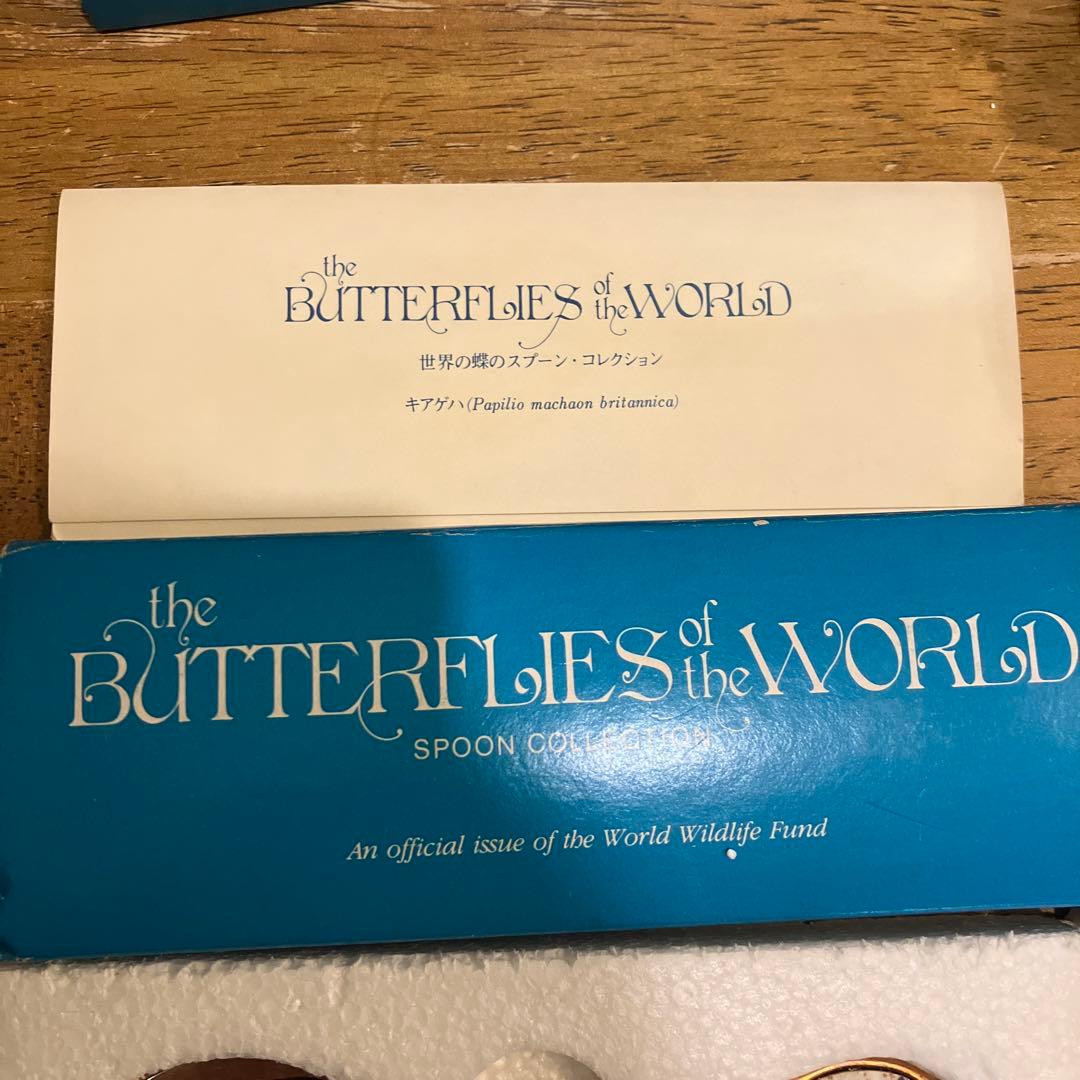 the
BUTTERFLIES of the WORLD
世界の蝶のスプーン・コレクション
キアゲハ(Papilio machaon britannica)
the
BUTTERFLIES of the WORLD
SPOON COLLECTION
An official issue of the World Wildlife Fund